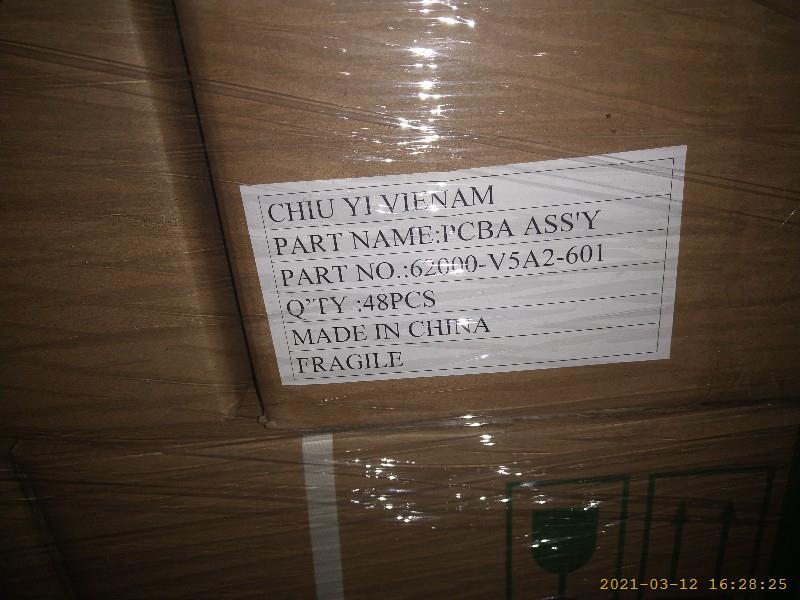 CHIU YI VIENAM
PART NAME:PCBA ASS'Y
PART NO.:62000-V5A2-601
Q"TY :48PCS
MADE IN CHINA
FRAGILE
2021-03-12 16:28:25